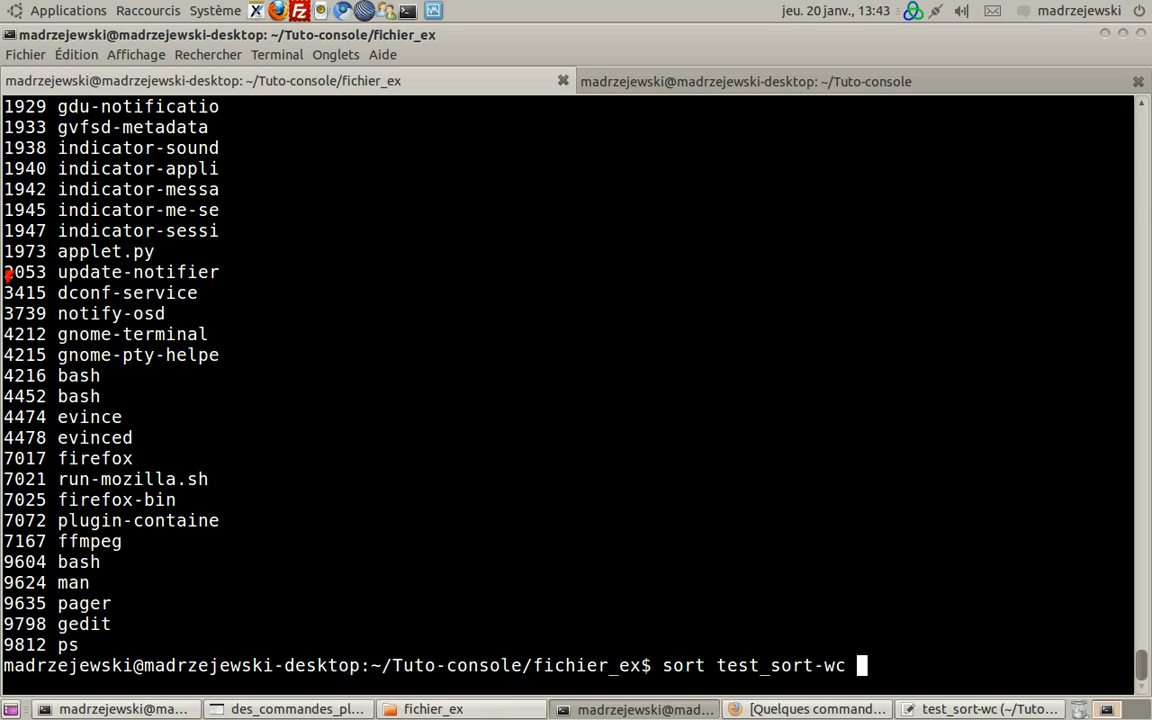 Applications Raccourcis Système jeu. 20 janv., 13:43 madrzejewski
madrzejewski@madrzejewski-desktop: ~/Tuto-console/fichier_ex
Fichier Édition Affichage Rechercher Terminal Onglets Aide
madrzejewski@madrzejewski-desktop: ~/Tuto-console/fichier_ex madrzejewski@madrzejewski-desktop: ~/Tuto-console
1929 gdu-notificatio
1933 gvfsd-metadata
1938 indicator-sound
1940 indicator-appli
1942 indicator-messa
1945 indicator-me-se
1947 indicator-sessi
1973 applet.py
2053 update-notifier
3415 dconf-service
3739 notify-osd
4212 gnome-terminal
4215 gnome-pty-helpe
4216 bash
4452 bash
4474 evince
4478 evinced
7017 firefox
7021 run-mozilla.sh
7025 firefox-bin
7072 plugin-containe
7167 ffmpeg
9604 bash
9624 man
9635 pager
9798 gedit
9812 ps
madrzejewski@madrzejewski-desktop:~/Tuto-console/fichier_ex$ sort test_sort-wc
madrzejewski@ma... des_commandes_pl... fichier_ex madrzejewski@mad... [Quelques comman... test_sort-wc (~/Tuto...